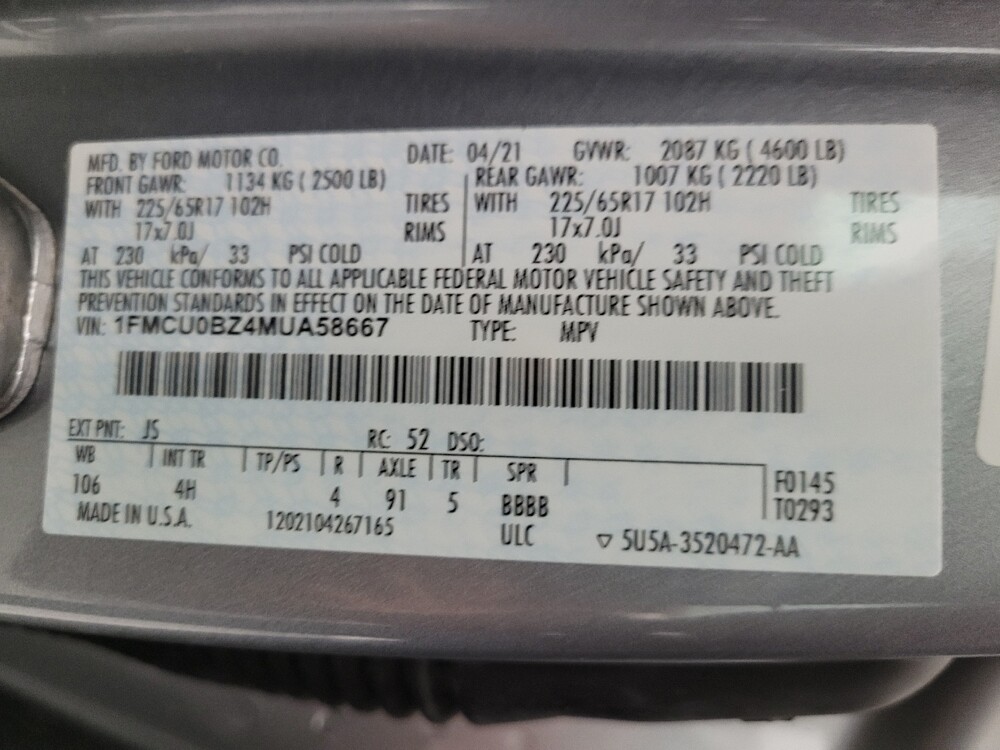 MFD. BY FORD MOTOR CO. DATE: 04/21 GVWR: 2087 KG ( 4600 LB)
FRONT GAWR: 1134 KG ( 2500 LB) REAR GAWR: 1007 KG ( 2220 LB)
WITH 225/65R17 102H TIRES WITH 225/65R17 102H TIRES
17x7.0J RIMS 17x7.0J RIMS
AT 230 kPa/ 33 PSI COLD AT 230 kPa/ 33 PSI COLD
THIS VEHICLE CONFORMS TO ALL APPLICABLE FEDERAL MOTOR VEHICLE SAFETY AND THEFT
PREVENTION STANDARDS IN EFFECT ON THE DATE OF MANUFACTURE SHOWN ABOVE.
VIN: 1FMCU0BZ4MUA58667 TYPE: MPV
EXT PNT: JS RC: 52 DSO:
WB INT TR TP/PS R AXLE TR SPR F0145
106 4H 4 91 5 BBBB T0293
MADE IN U.S.A. 1202104267165 ULC ▽ 5U5A-3520472-AA